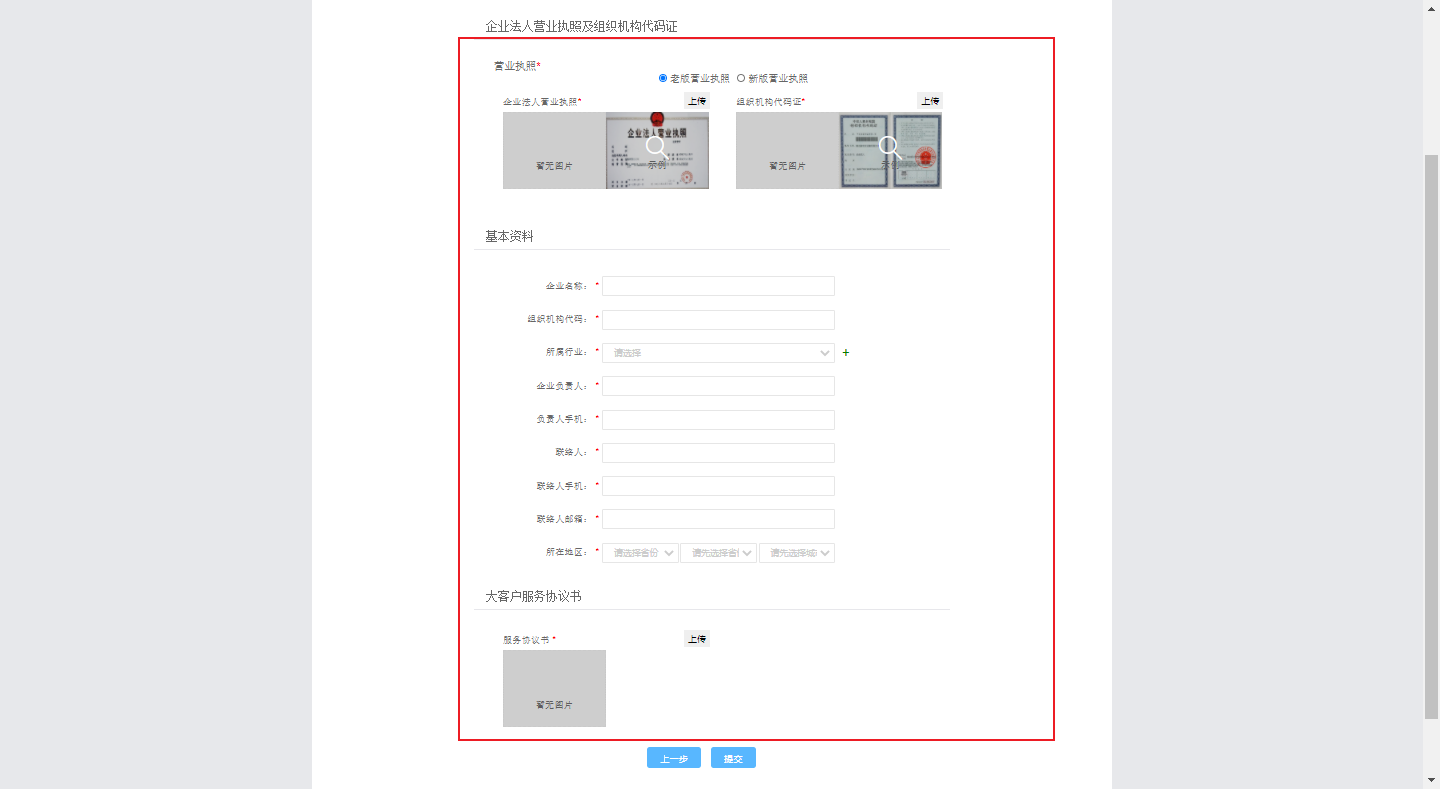 企业法人营业执照及组织机构代码证
营业执照*
老版营业执照 新版营业执照
企业法人营业执照* 上传 组织机构代码证* 上传
企业法人营业执照
暂无图片 示例 暂无图片 示例
基本资料
企业名称： *
组织机构代码： *
所属行业： * 请选择 +
企业负责人： *
负责人手机： *
联络人： *
联络人手机： *
联络人邮箱： *
所在地区： * 请选择省份 请先选择省 请先选择城
大客户服务协议书
服务协议书 * 上传
暂无图片
上一步 提交